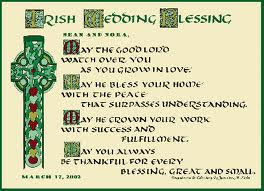 Irish Wedding Blessing
Sean and Nora,
May the good Lord
watch over you
as you grow in love.
May he bless your home
with the peace
that surpasses understanding.
May he crown your work
with success and
fulfillment.
May you always
be thankful for every
blessing, great and small.
March 17, 2002